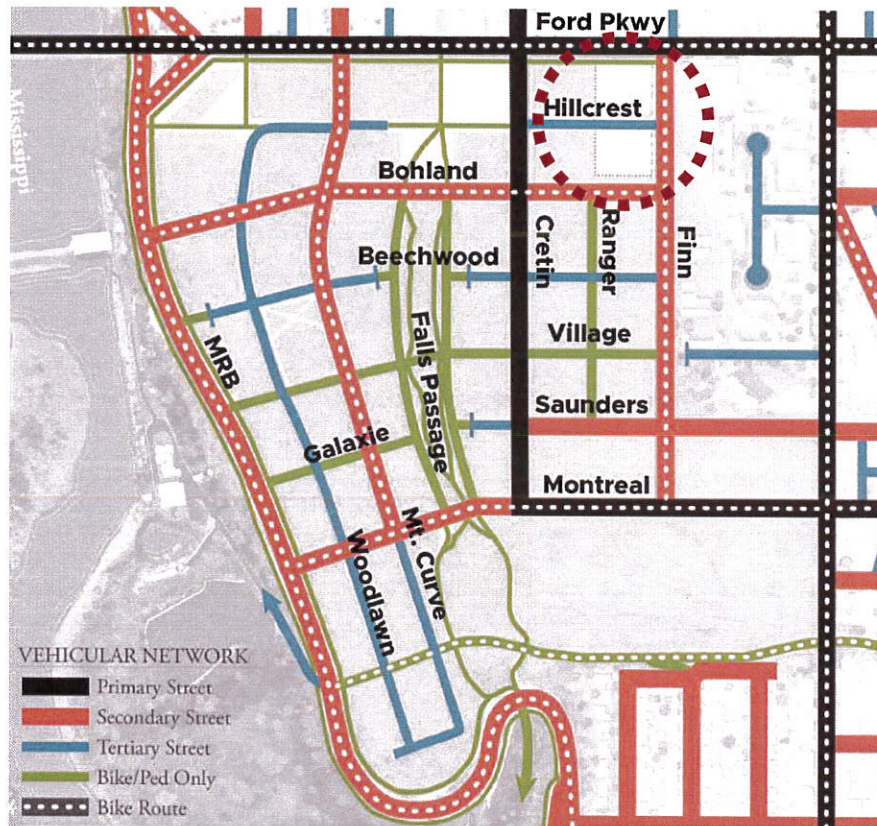 Ford Pkwy
Mississippi
Hillcrest
Bohland
Cretin
Ranger
Finn
Beechwood
Falls Passage
MRB
Village
Saunders
Galaxie
Montreal
Mt. Curve
Woodlawn
VEHICULAR NETWORK
Primary Street
Secondary Street
Tertiary Street
Bike/Ped Only
Bike Route